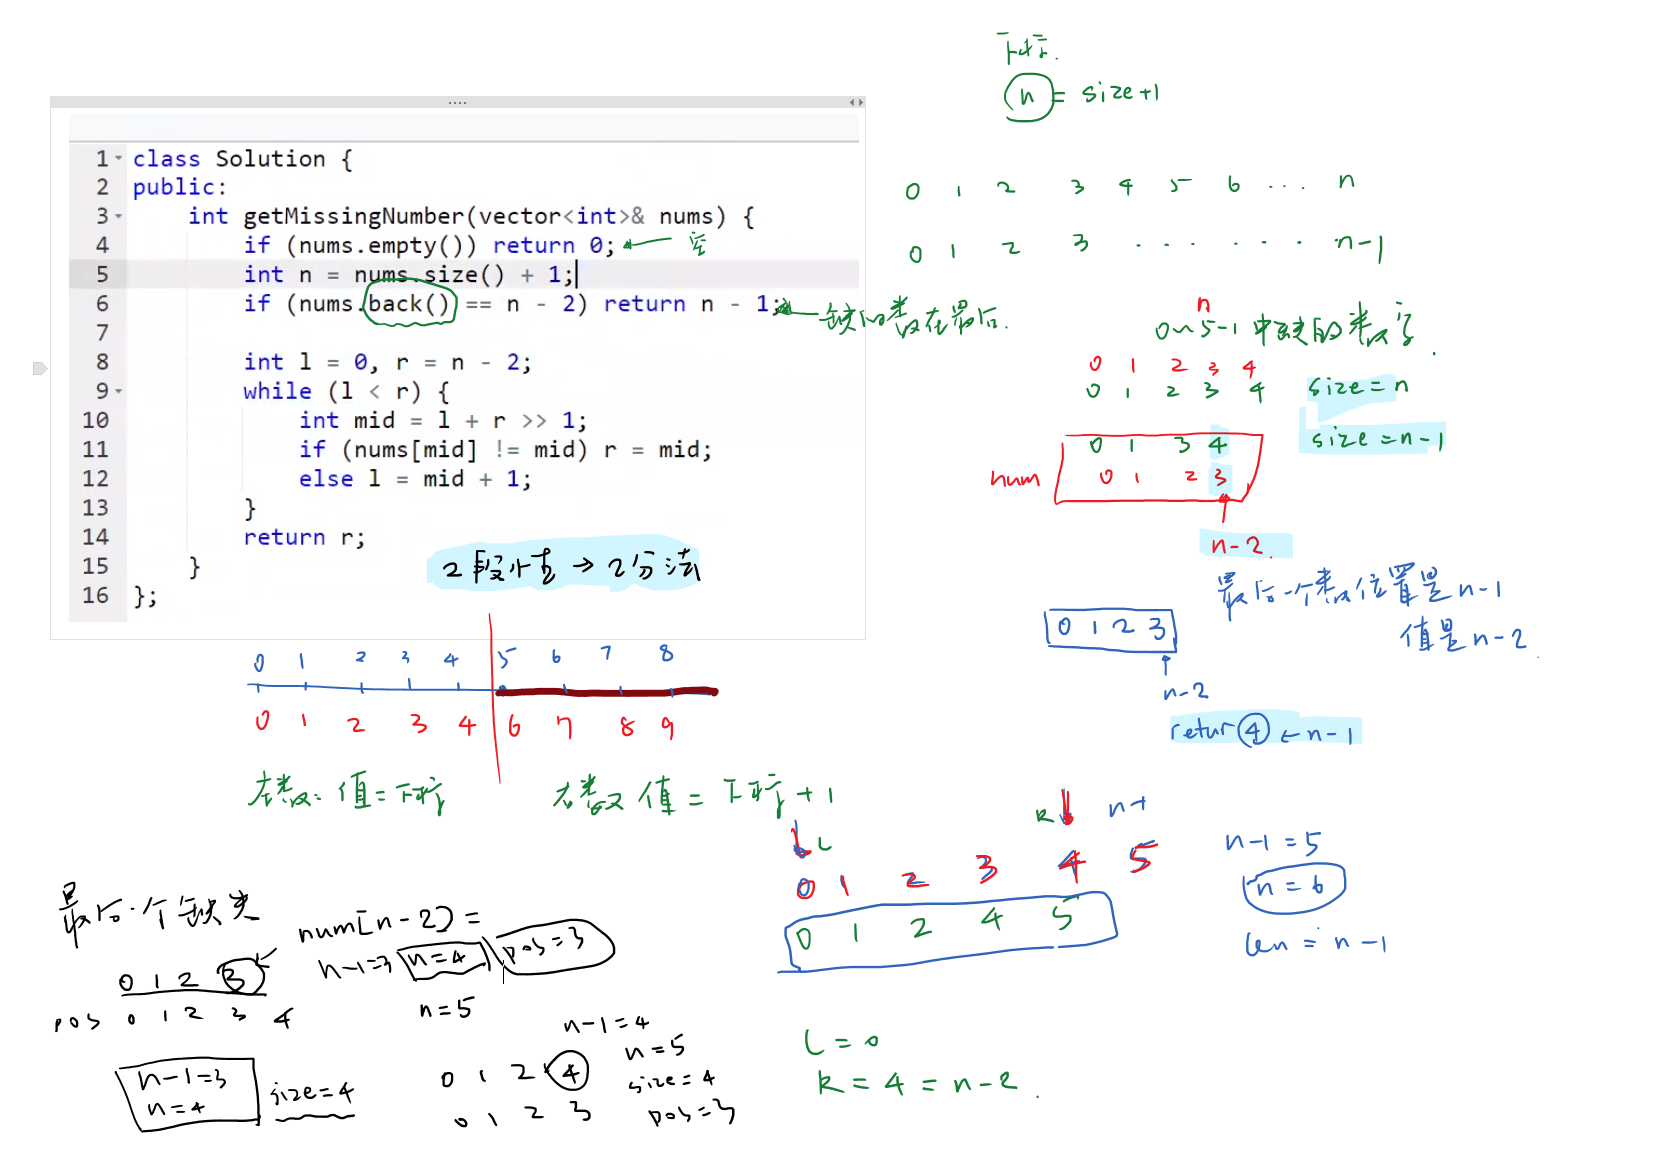 下标.
n = size+1
1 class Solution {
2 public:
3 int getMissingNumber(vector<int>& nums) {
4 if (nums.empty()) return 0; ← 空
5 int n = nums.size() + 1;
6 if (nums.back() == n - 2) return n - 1; ← 缺的数在最后.
7
8 int l = 0, r = n - 2;
9 while (l < r) {
10 int mid = l + r >> 1;
11 if (nums[mid] != mid) r = mid;
12 else l = mid + 1;
13 }
14 return r;
15 }
16 };
2段性质 → 2分法
0 1 2 3 4 5 6 ... n
0 1 2 3 ...... n-1
n
0~5-1中缺的数字.
0 1 2 3 4
0 1 2 3 4 size=n
size=n-1
0 1 3 4
num 0 1 2 3
n-2.
最后一个数位置是n-1
值是n-2
0 1 2 3
n-2
retur 4 ← n-1
0 1 2 3 4 5 6 7 8
0 1 2 3 4 6 7 8 9
左数: 值=下标
右数 值=下标+1
L R n-1
0 1 2 3 4 5
0 1 2 4 5
n-1=5
n=6
len = n-1
L = 0
R = 4 = n-2.
最后一个缺失
0 1 2 3
pos 0 1 2 3 4
n-1=3
n=4
size=4
num[n-2]=
n-1=3 n=4 pos=3
n=5
n-1=4
n=5
size=4
pos=3
0 1 2 4
0 1 2 3